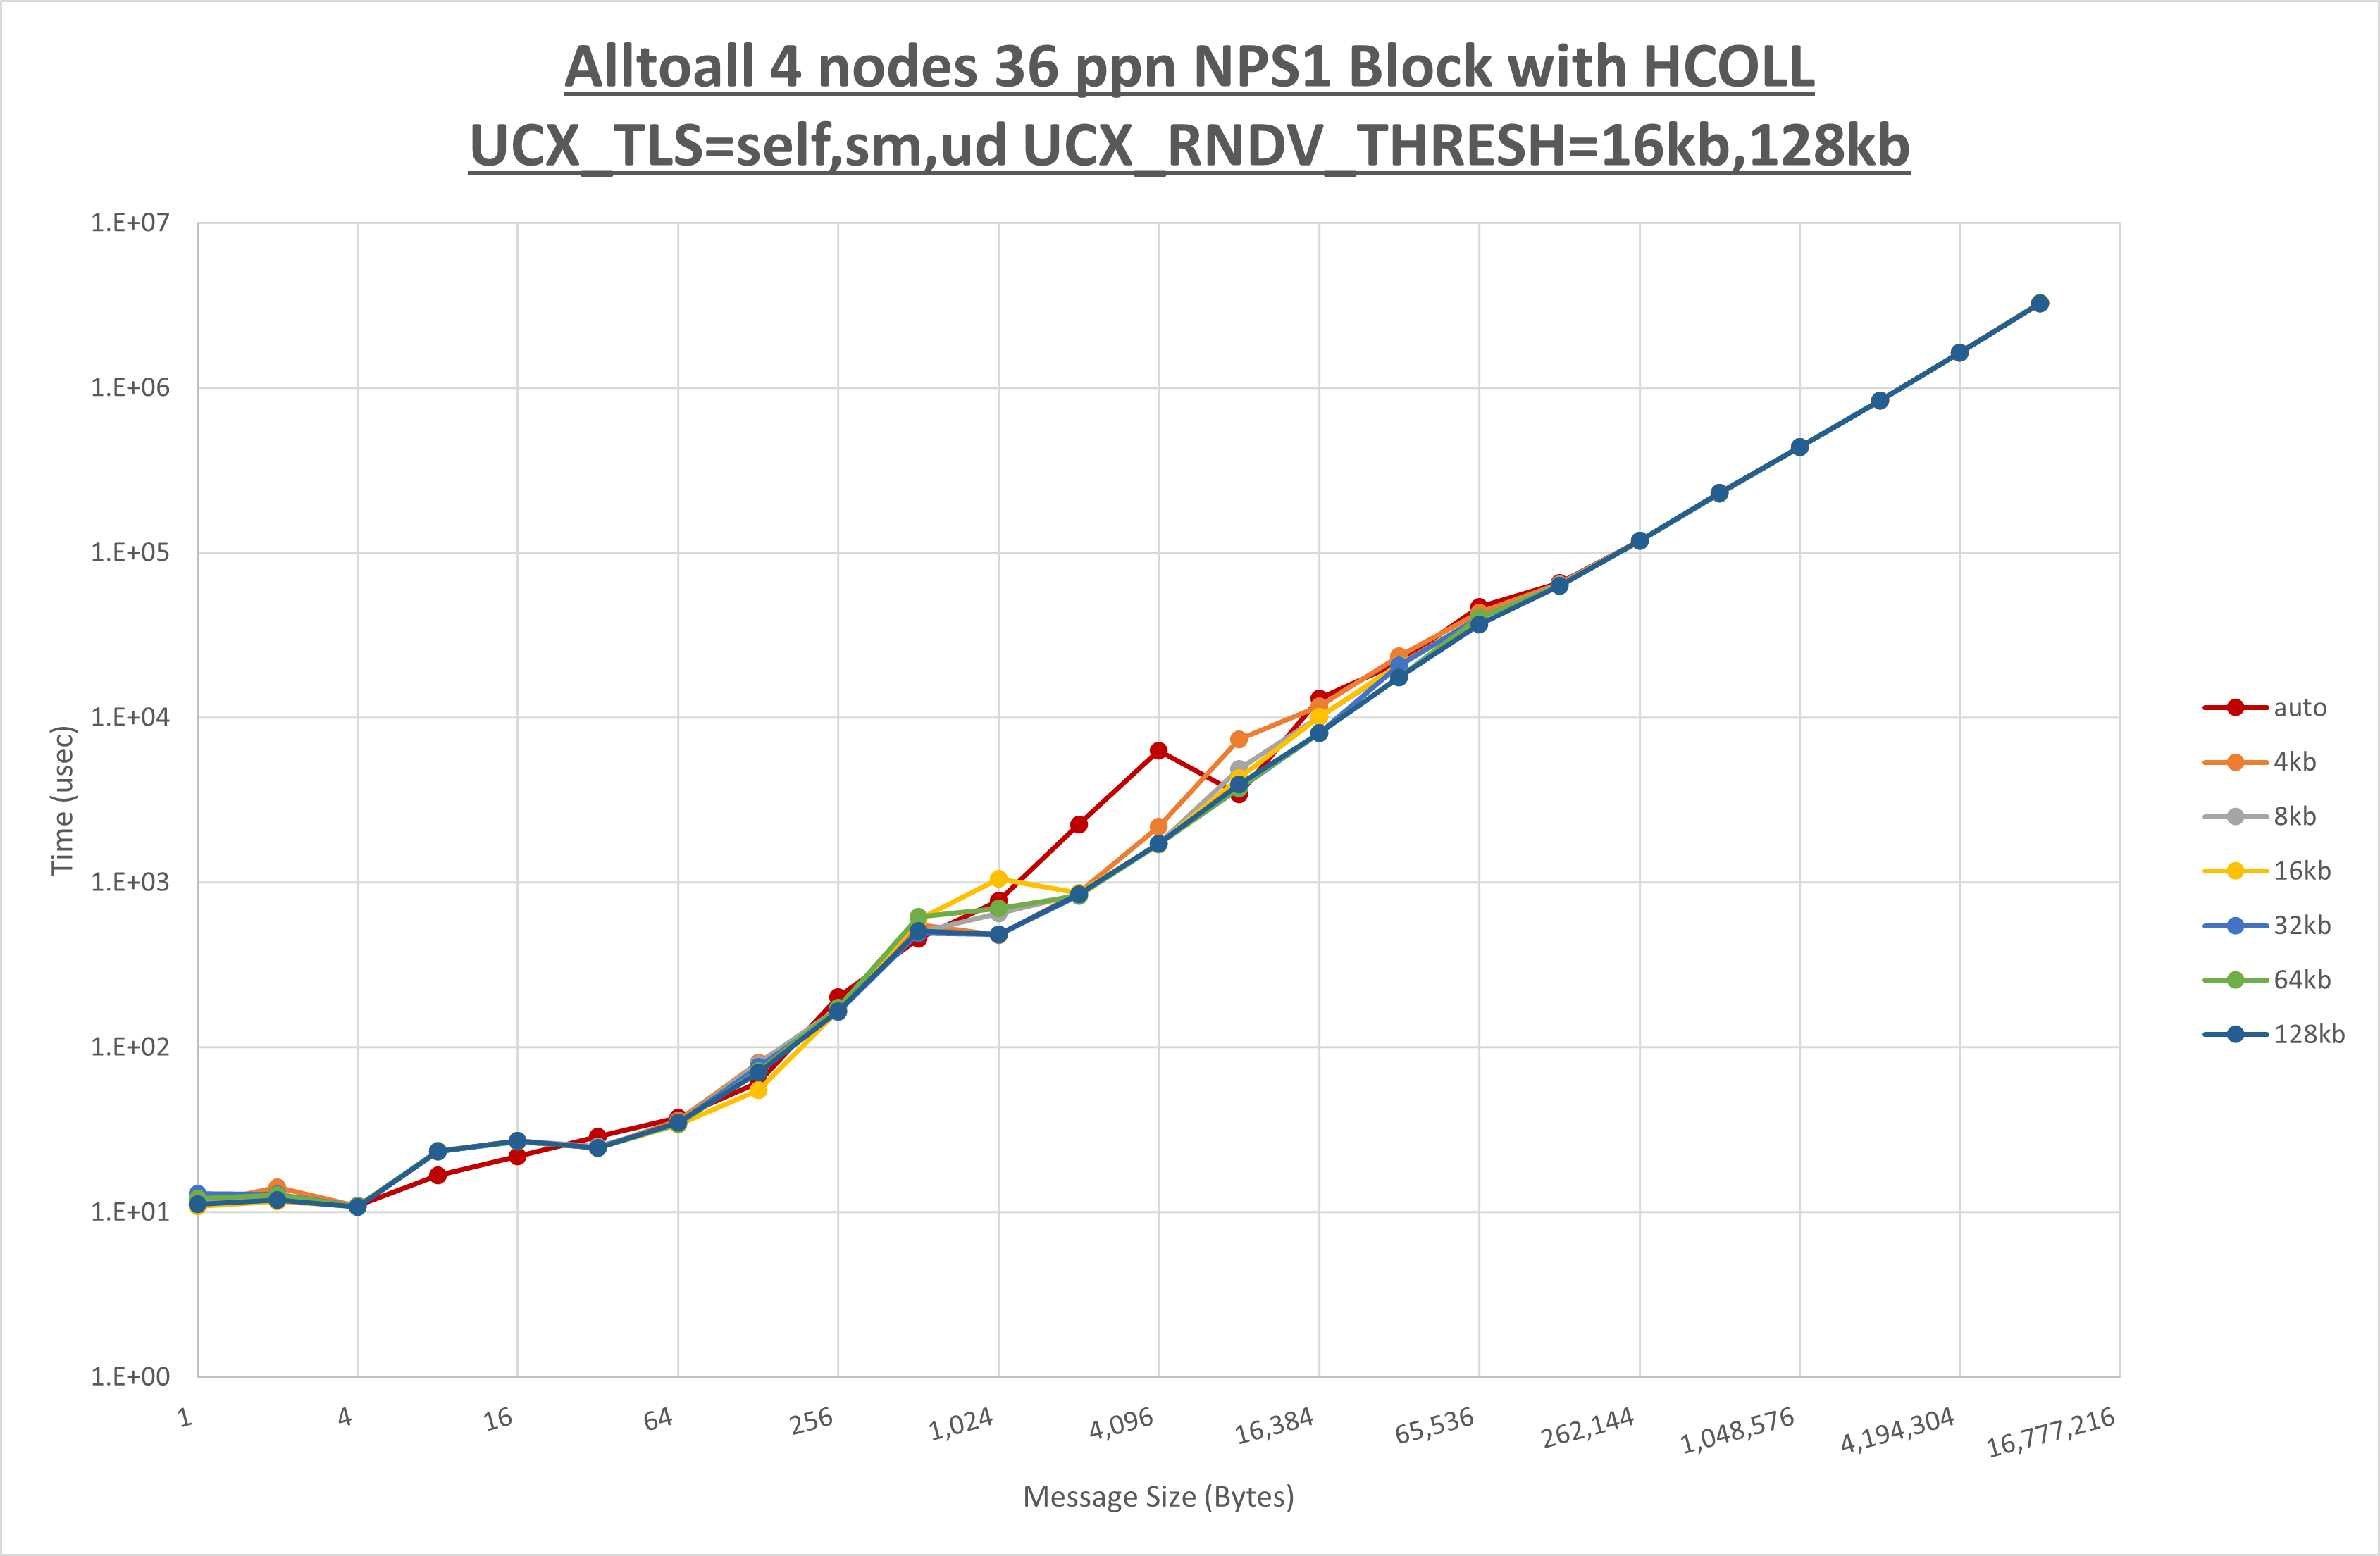 Alltoall 4 nodes 36 ppn NPS1 Block with HCOLL
UCX_TLS=self,sm,ud UCX_RNDV_THRESH=16kb,128kb
1.E+07
1.E+06
1.E+05
1.E+04
1.E+03
1.E+02
1.E+01
1.E+00
Time (usec)
1
4
16
64
256
1,024
4,096
16,384
65,536
262,144
1,048,576
4,194,304
16,777,216
Message Size (Bytes)
auto
4kb
8kb
16kb
32kb
64kb
128kb